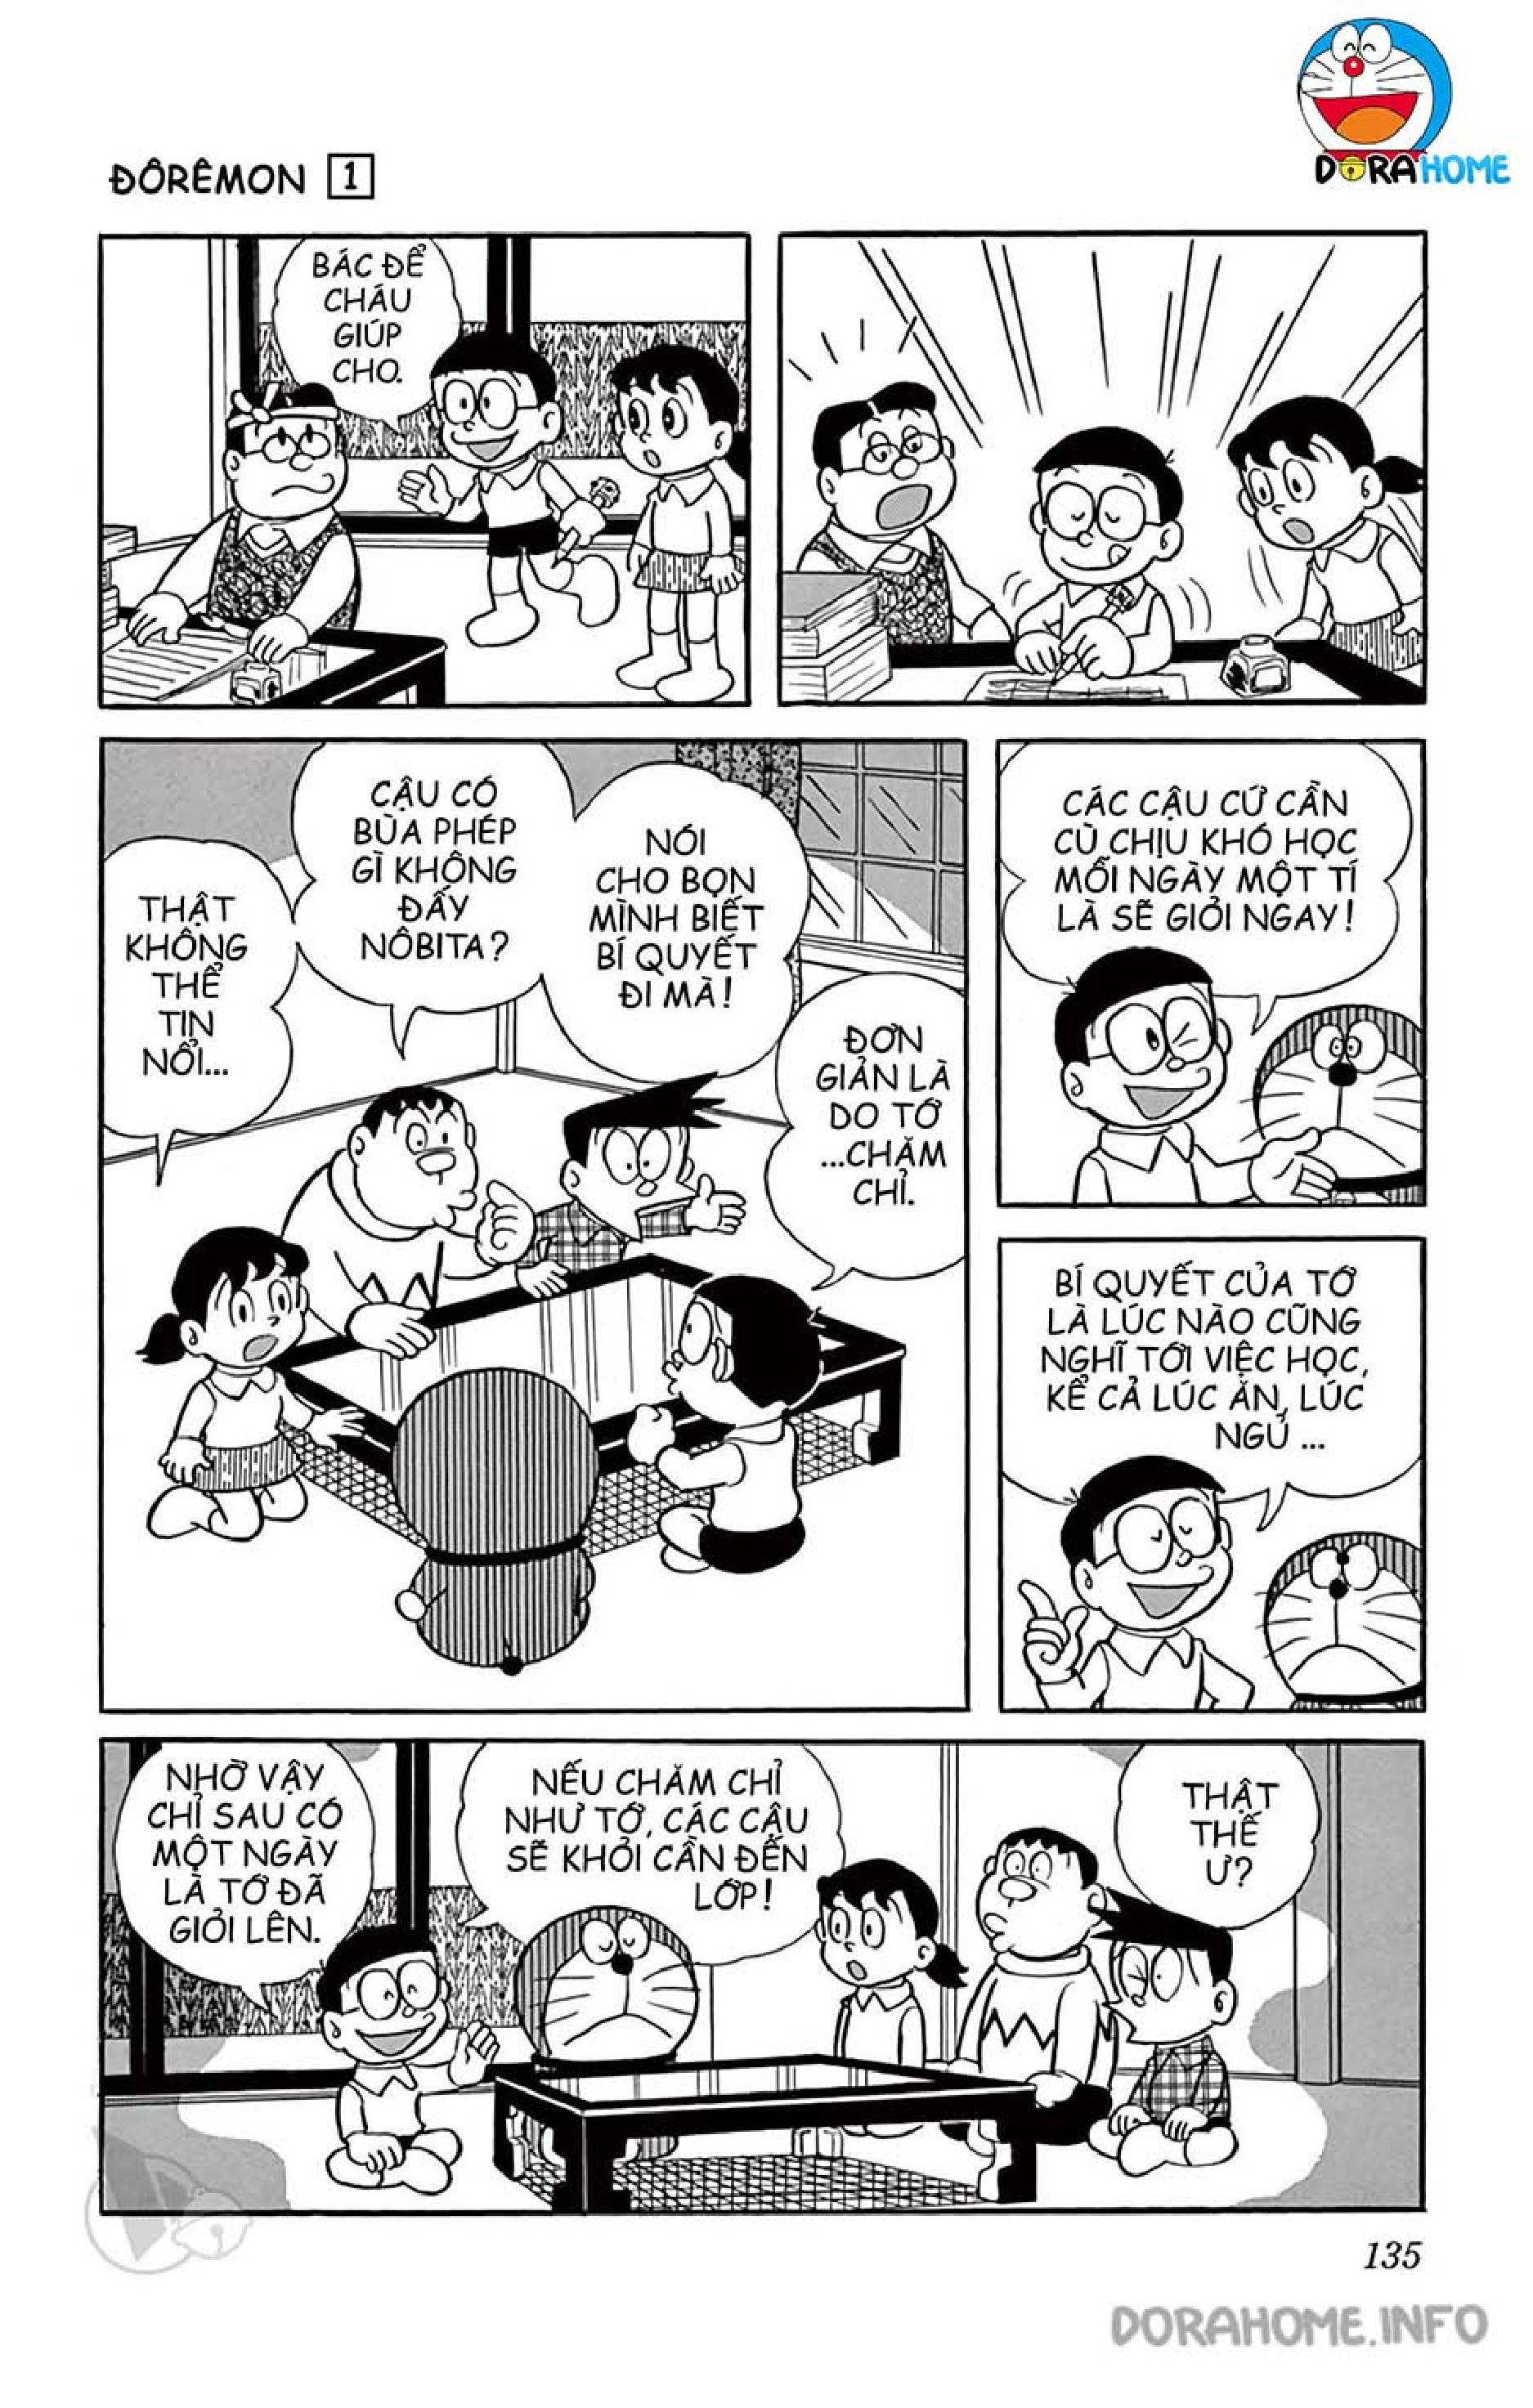 DORAHOME
ĐÔRÊMON 1
BÁC ĐỂ
CHÁU
GIÚP
CHO.
THẬT
KHÔNG
THỂ
TIN
NỔI...
CẬU CÓ
BÙA PHÉP
GÌ KHÔNG
ĐẤY
NÔBITA?
NÓI
CHO BỌN
MÌNH BIẾT
BÍ QUYẾT
ĐI MÀ!
ĐƠN
GIẢN LÀ
DO TỚ
...CHĂM
CHỈ.
CÁC CẬU CỨ CẦN
CÙ CHỊU KHÓ HỌC
MỖI NGÀY MỘT TÍ
LÀ SẼ GIỎI NGAY!
BÍ QUYẾT CỦA TỚ
LÀ LÚC NÀO CŨNG
NGHĨ TỚI VIỆC HỌC,
KỂ CẢ LÚC ĂN, LÚC
NGỦ...
NHỜ VẬY
CHỈ SAU CÓ
MỘT NGÀY
LÀ TỚ ĐÃ
GIỎI LÊN.
NẾU CHĂM CHỈ
NHƯ TỚ, CÁC CẬU
SẼ KHỎI CẦN ĐẾN
LỚP!
THẬT
THẾ
Ư?
135
DORAHOME.INFO